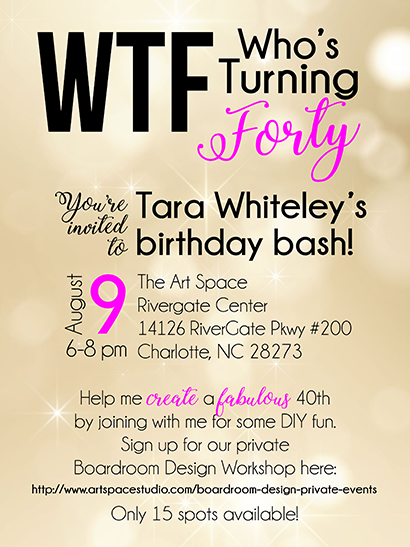 WTF Who's
Turning
Forty
You're
invited
to
Tara Whiteley's
birthday bash!
August
9
6-8 pm
The Art Space
Rivergate Center
14126 RiverGate Pkwy #200
Charlotte, NC 28273
Help me create a fabulous 40th
by joining with me for some DIY fun.
Sign up for our private
Boardroom Design Workshop here:
http://www.artspacestudio.com/boardroom-design-private-events
Only 15 spots available!